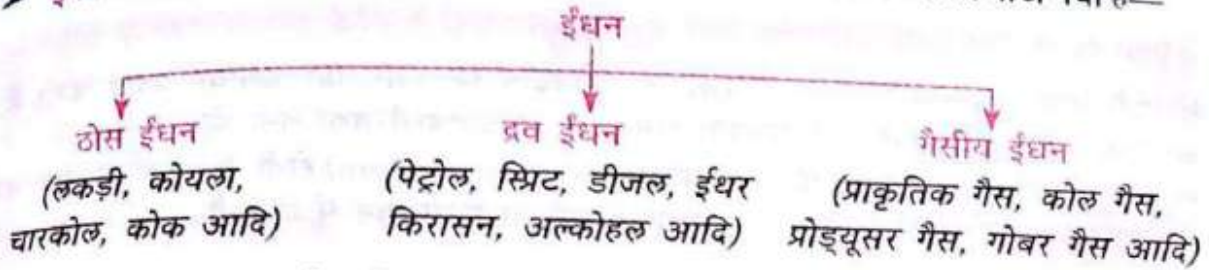 ईंधन
ठोस ईंधन
(लकड़ी, कोयला,
चारकोल, कोक आदि)
द्रव ईंधन
(पेट्रोल, स्प्रिट, डीजल, ईथर
किरासन, अल्कोहल आदि)
गैसीय ईंधन
(प्राकृतिक गैस, कोल गैस,
प्रोड्यूसर गैस, गोबर गैस आदि)